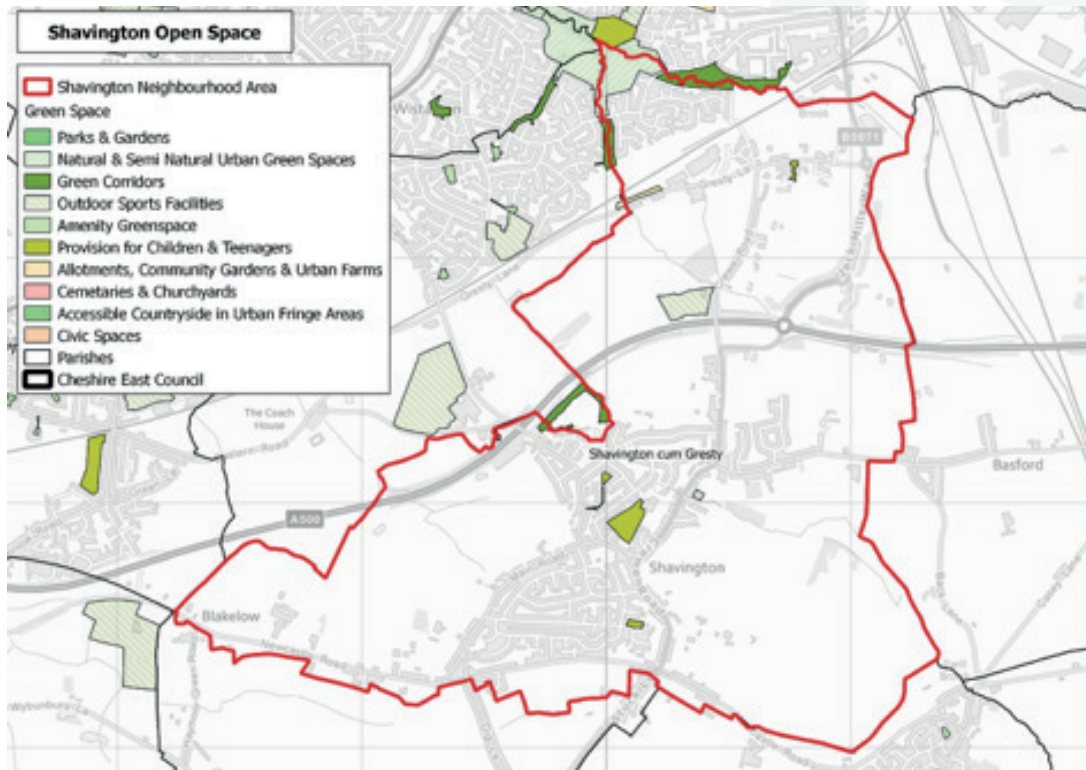 Shavington Open Space
Shavington Neighbourhood Area
Green Space
Parks & Gardens
Natural & Semi Natural Urban Green Spaces
Green Corridors
Outdoor Sports Facilities
Amenity Greenspace
Provision for Children & Teenagers
Allotments, Community Gardens & Urban Farms
Cemetaries & Churchyards
Accessible Countryside in Urban Fringe Areas
Civic Spaces
Parishes
Cheshire East Council
Brook
B5071
Gresty Lane
The Coach
House
Shavington cum Gresty
Basford
A500
Shavington
Blakelow
Newcastle Road